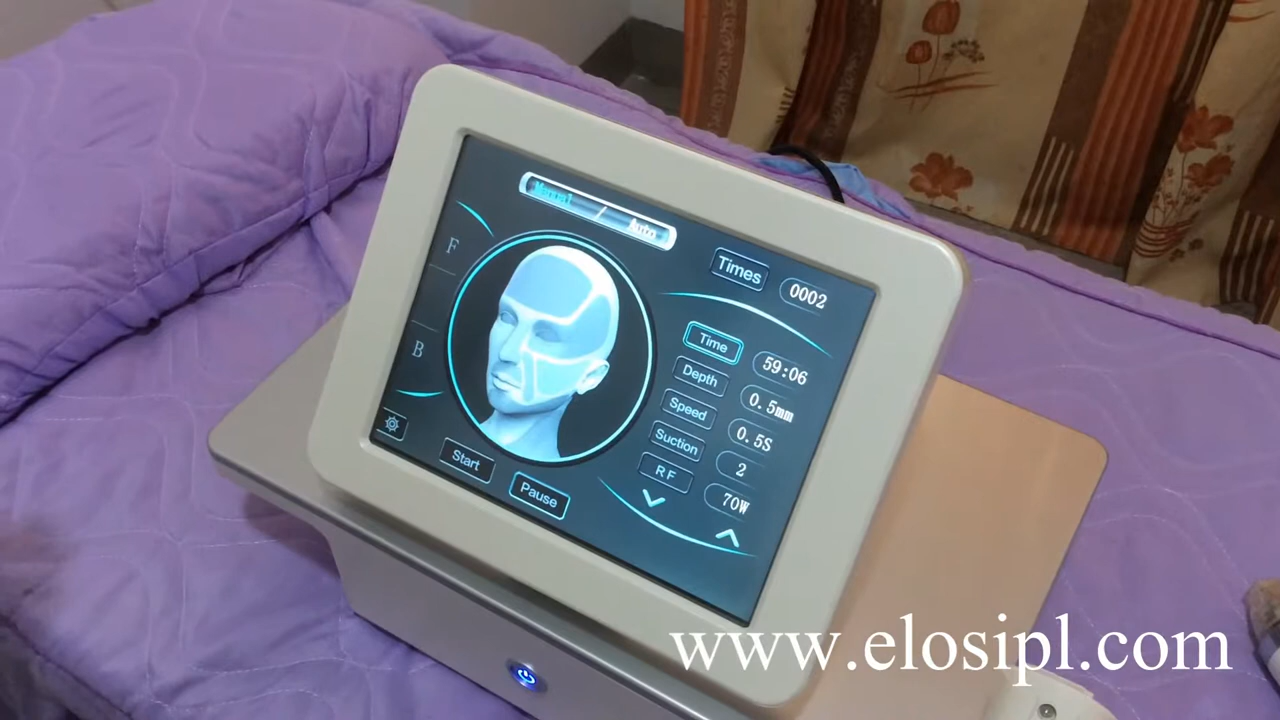 Manual / Auto
F
B
Times 0002
Time 59:06
Depth 0.5mm
Speed 0.5S
Suction 2
RF 70W
Start
Pause
www.elosipl.com